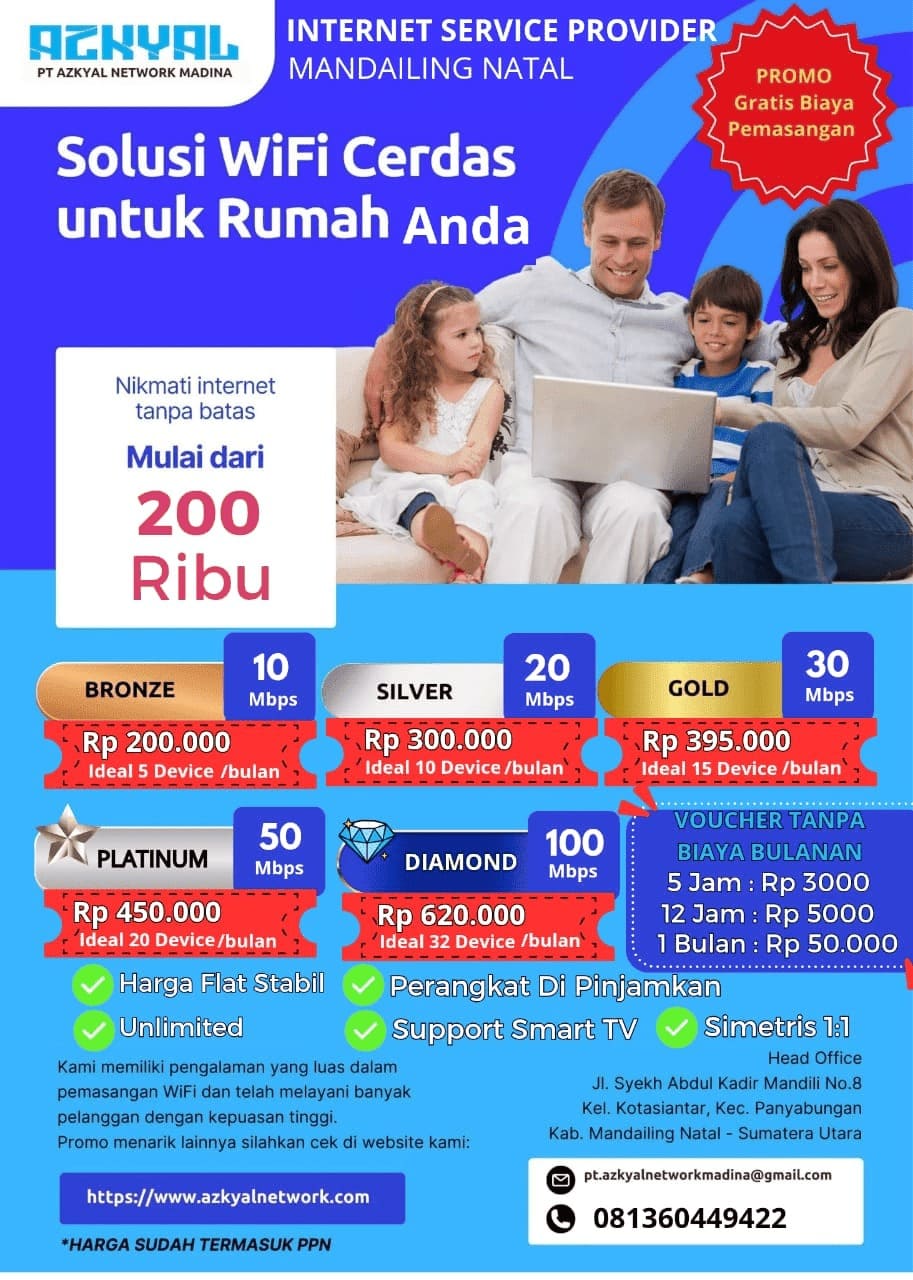 AZKYAL
PT AZKYAL NETWORK MADINA
INTERNET SERVICE PROVIDER
MANDAILING NATAL
PROMO
Gratis Biaya
Pemasangan
Solusi WiFi Cerdas
untuk Rumah Anda
Nikmati internet
tanpa batas
Mulai dari
200
Ribu
BRONZE
10
Mbps
Rp 200.000
Ideal 5 Device /bulan
SILVER
20
Mbps
Rp 300.000
Ideal 10 Device /bulan
GOLD
30
Mbps
Rp 395.000
Ideal 15 Device /bulan
PLATINUM
50
Mbps
Rp 450.000
Ideal 20 Device /bulan
DIAMOND
100
Mbps
Rp 620.000
Ideal 32 Device /bulan
VOUCHER TANPA
BIAYA BULANAN
5 Jam : Rp 3000
12 Jam : Rp 5000
1 Bulan : Rp 50.000
Harga Flat Stabil
Perangkat Di Pinjamkan
Unlimited
Support Smart TV
Simetris 1:1
Kami memiliki pengalaman yang luas dalam
pemasangan WiFi dan telah melayani banyak
pelanggan dengan kepuasan tinggi.
Promo menarik lainnya silahkan cek di website kami:
https://www.azkyalnetwork.com
*HARGA SUDAH TERMASUK PPN
Head Office
Jl. Syekh Abdul Kadir Mandili No.8
Kel. Kotasiantar, Kec. Panyabungan
Kab. Mandailing Natal - Sumatera Utara
pt.azkyalnetworkmadina@gmail.com
081360449422